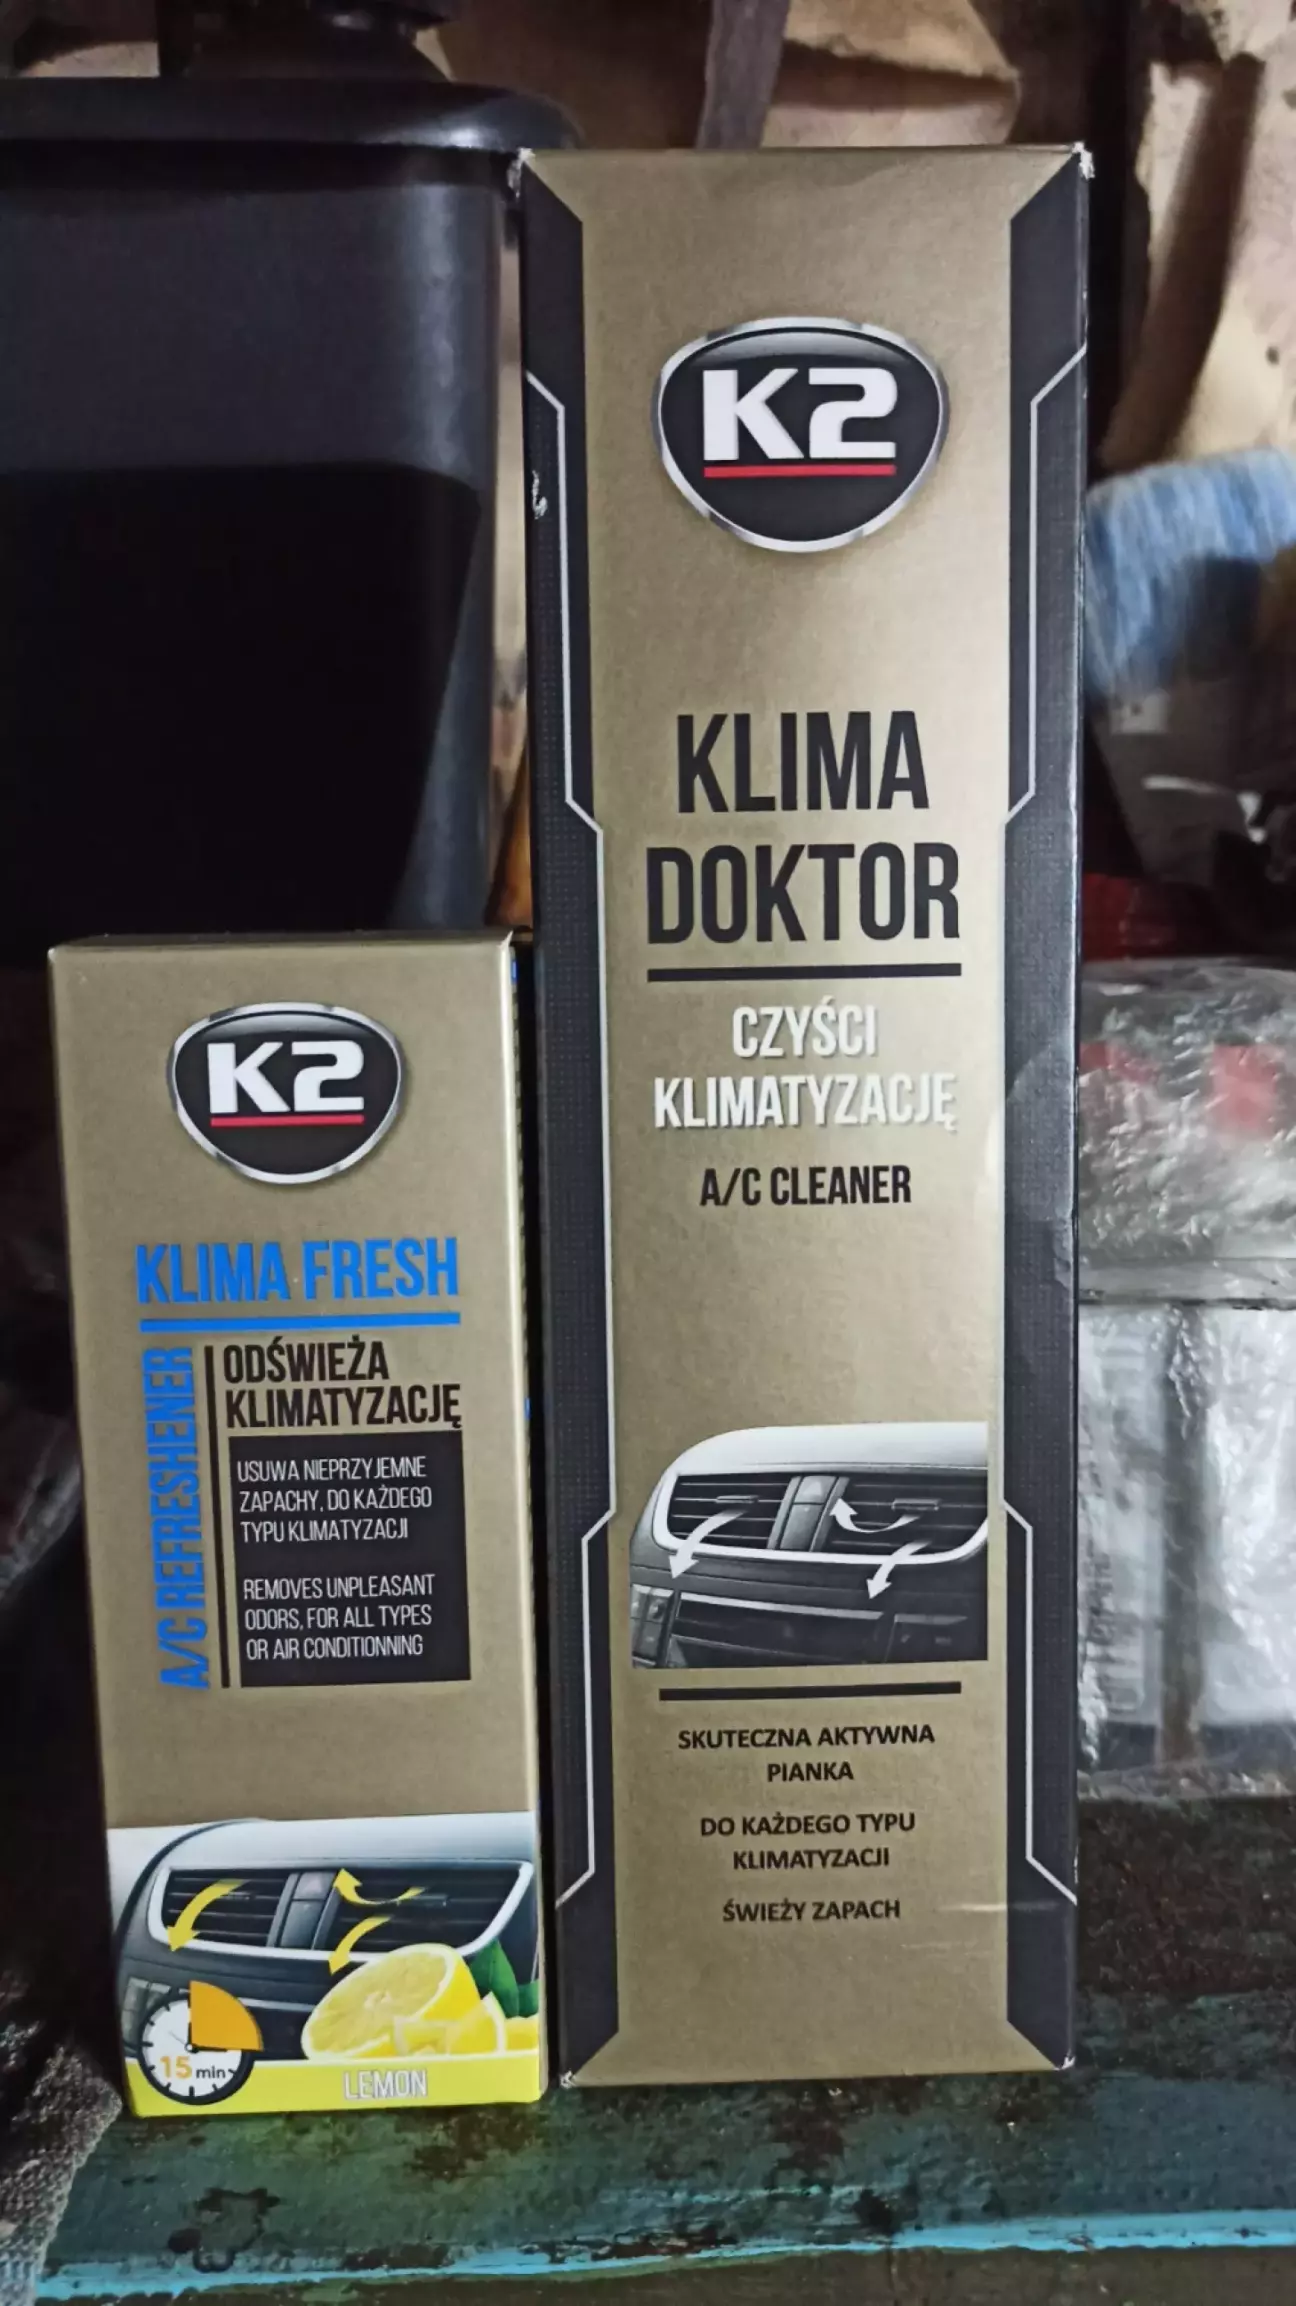 K2
KLIMA
DOKTOR
CZYŚCI
KLIMATYZACJĘ
A/C CLEANER
SKUTECZNA AKTYWNA
PIANKA
DO KAŻDEGO TYPU
KLIMATYZACJI
ŚWIEŻY ZAPACH
K2
KLIMA FRESH
A/C REFRESHENER
ODŚWIEŻA
KLIMATYZACJĘ
USUWA NIEPRZYJEMNE
ZAPACHY, DO KAŻDEGO
TYPU KLIMATYZACJI
REMOVES UNPLEASANT
ODORS, FOR ALL TYPES
OR AIR CONDITIONNING
15 min
LEMON